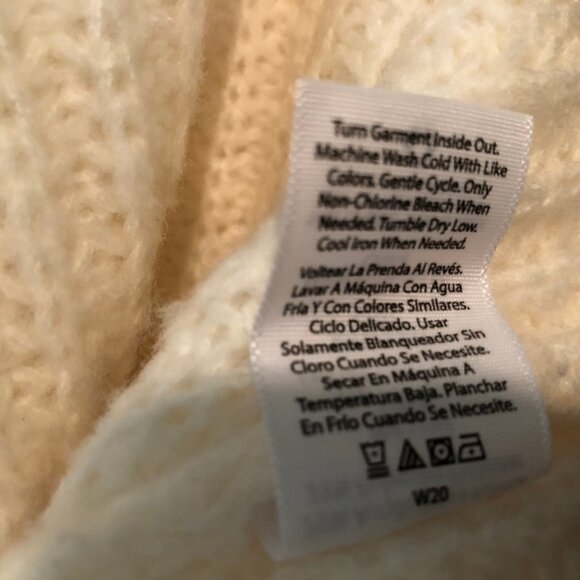 Turn Garment Inside Out.
Machine Wash Cold With Like
Colors. Gentle Cycle. Only
Non-Chlorine Bleach When
Needed. Tumble Dry Low.
Cool Iron When Needed.
Voltear La Prenda Al Revés.
Lavar A Máquina Con Agua
Fría Y Con Colores Similares.
Ciclo Delicado. Usar
Solamente Blanqueador Sin
Cloro Cuando Se Necesite.
Secar En Máquina A
Temperatura Baja. Planchar
En Frío Cuando Se Necesite.
W20